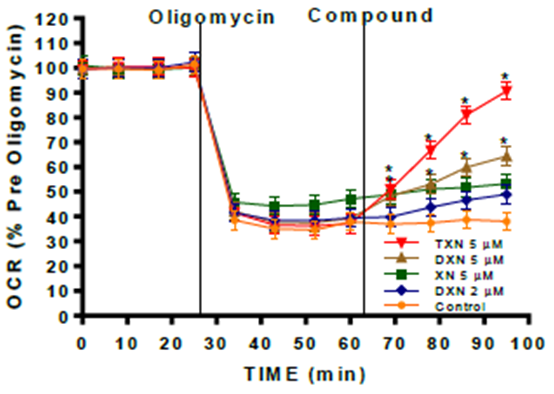 Oligomycin Compound
120
110
100
90
80
70
60
50
40
30
20
10
0
OCR (% Pre Oligomycin)
* * * *
* * * *
TXN 5 µM
DXN 5 µM
XN 5 µM
DXN 2 µM
Control
0 10 20 30 40 50 60 70 80 90 100
TIME (min)